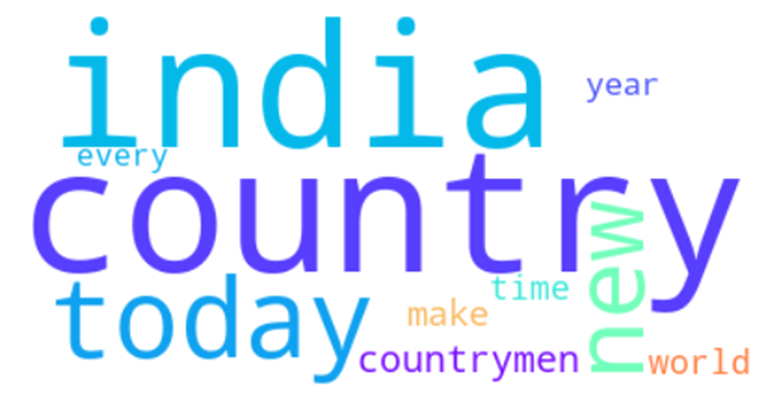 india
year
every
country
new
today
time
make
countrymen
world